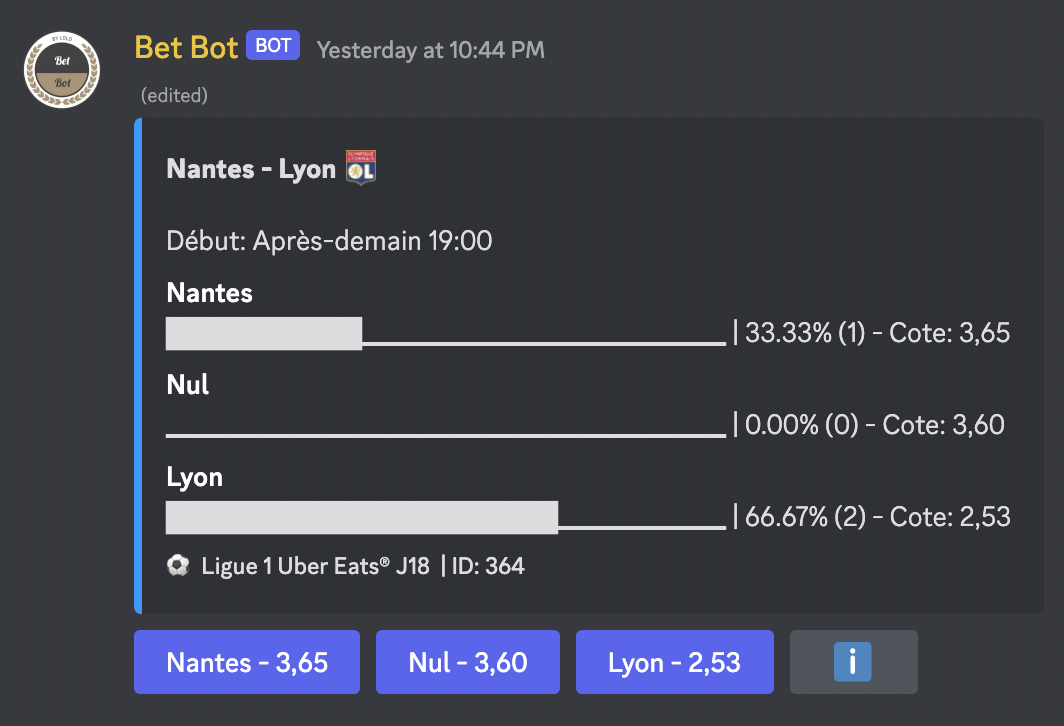 BY LOLO
Bet
Bot
Bet Bot BOT Yesterday at 10:44 PM
(edited)
Nantes - Lyon
OLYMPIQUE
LYONNAIS
OL
Début: Après-demain 19:00
Nantes
| 33.33% (1) - Cote: 3,65
Nul
| 0.00% (0) - Cote: 3,60
Lyon
| 66.67% (2) - Cote: 2,53
Ligue 1 Uber Eats® J18 | ID: 364
Nantes - 3,65 Nul - 3,60 Lyon - 2,53 i